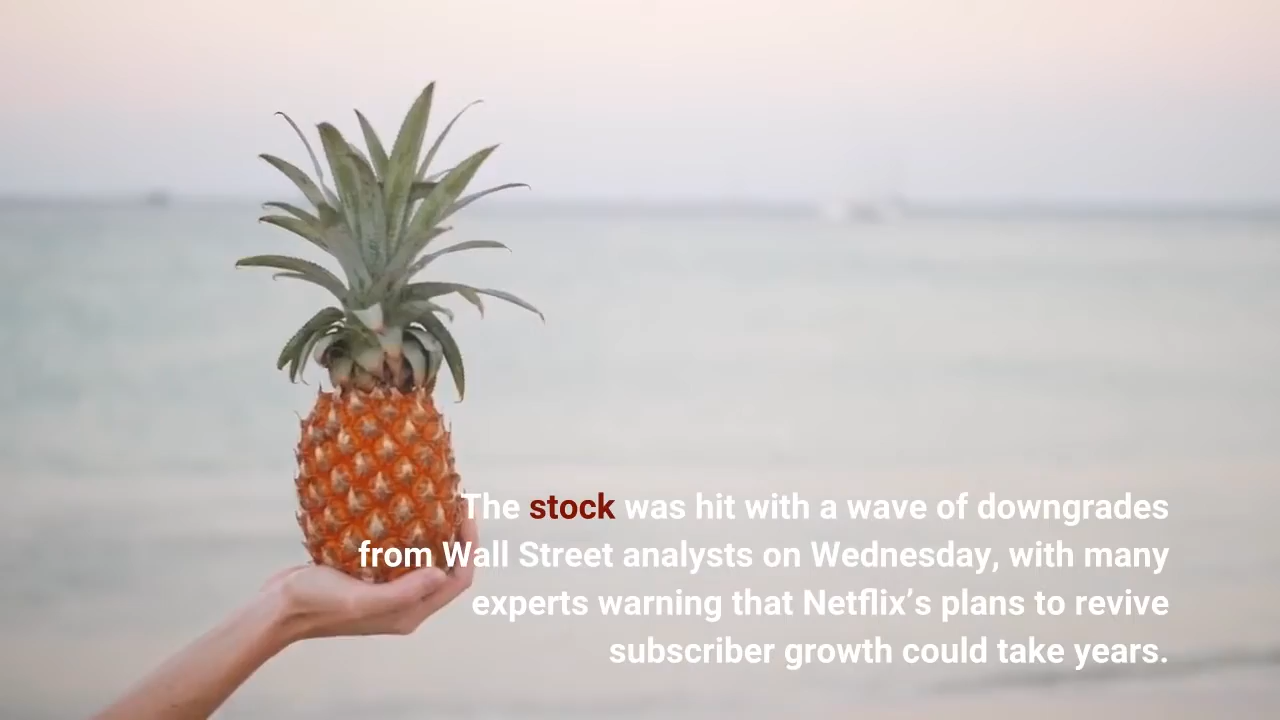 The stock was hit with a wave of downgrades
from Wall Street analysts on Wednesday, with many
experts warning that Netflix’s plans to revive
subscriber growth could take years.